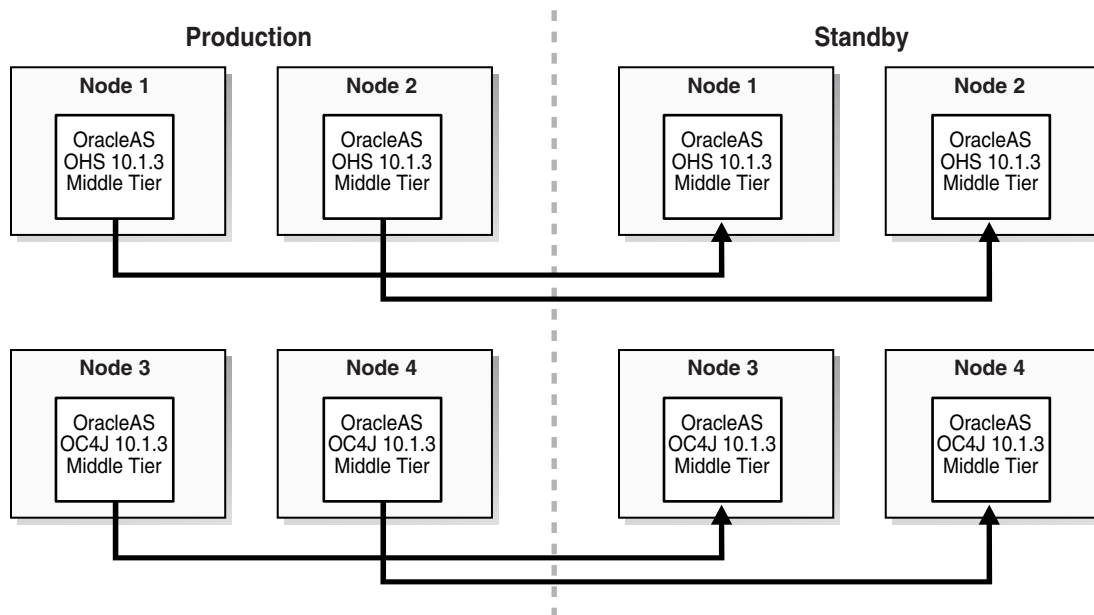 Production
Standby
Node 1
OracleAS
OHS 10.1.3
Middle Tier
Node 2
OracleAS
OHS 10.1.3
Middle Tier
Node 1
OracleAS
OHS 10.1.3
Middle Tier
Node 2
OracleAS
OHS 10.1.3
Middle Tier
Node 3
OracleAS
OC4J 10.1.3
Middle Tier
Node 4
OracleAS
OC4J 10.1.3
Middle Tier
Node 3
OracleAS
OC4J 10.1.3
Middle Tier
Node 4
OracleAS
OC4J 10.1.3
Middle Tier